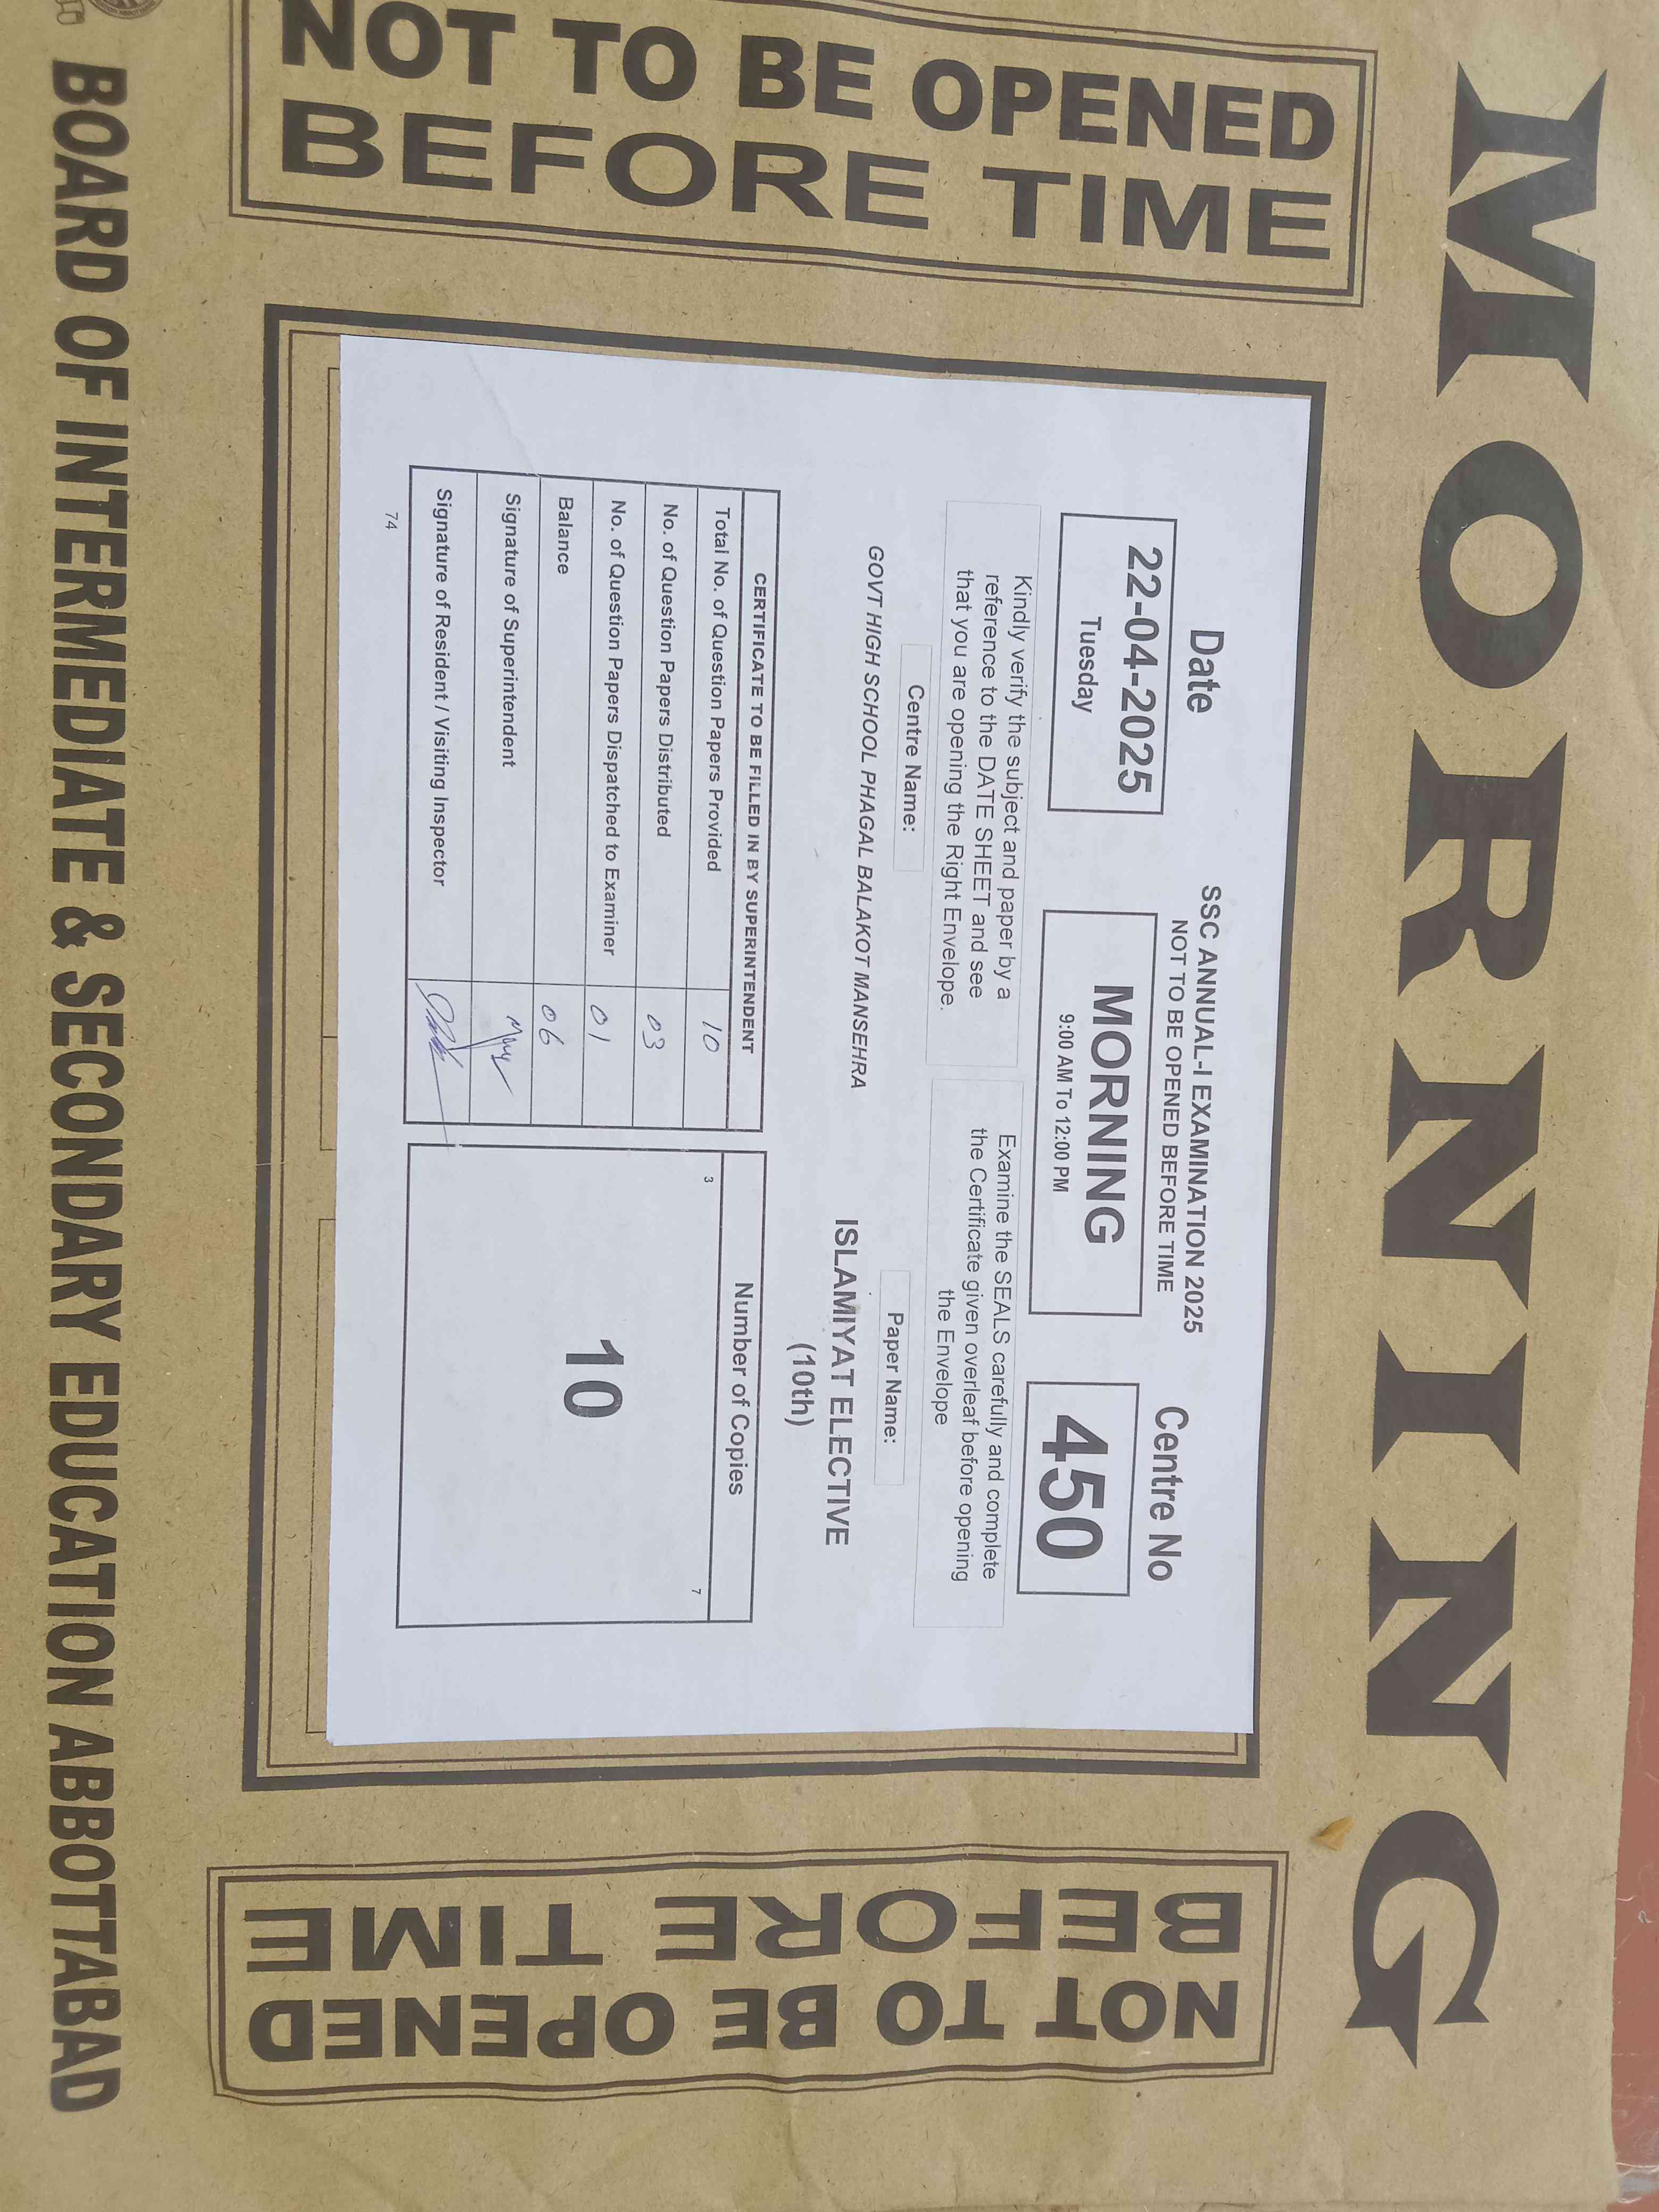 MORNING
NOT TO BE OPENED
BEFORE TIME
SSC ANNUAL-I EXAMINATION 2025
NOT TO BE OPENED BEFORE TIME
Date
Centre No
22-04-2025
Tuesday
MORNING
9:00 AM To 12:00 PM
450
Kindly verify the subject and paper by a
reference to the DATE SHEET and see
that you are opening the Right Envelope.
Examine the SEALS carefully and complete
the Certificate given overleaf before opening
the Envelope
Centre Name:
Paper Name:
GOVT HIGH SCHOOL PHAGAL BALAKOT MANSEHRA
ISLAMIYAT ELECTIVE
(10th)
CERTIFICATE TO BE FILLED IN BY SUPERINTENDENT
Total No. of Question Papers Provided 10
No. of Question Papers Distributed 03
No. of Question Papers Dispatched to Examiner 01
Balance 06
Signature of Superintendent
Signature of Resident / Visiting Inspector
Number of Copies
3 7
10
74
NOT TO BE OPENED
BEFORE TIME
BOARD OF INTERMEDIATE & SECONDARY EDUCATION ABBOTTABAD